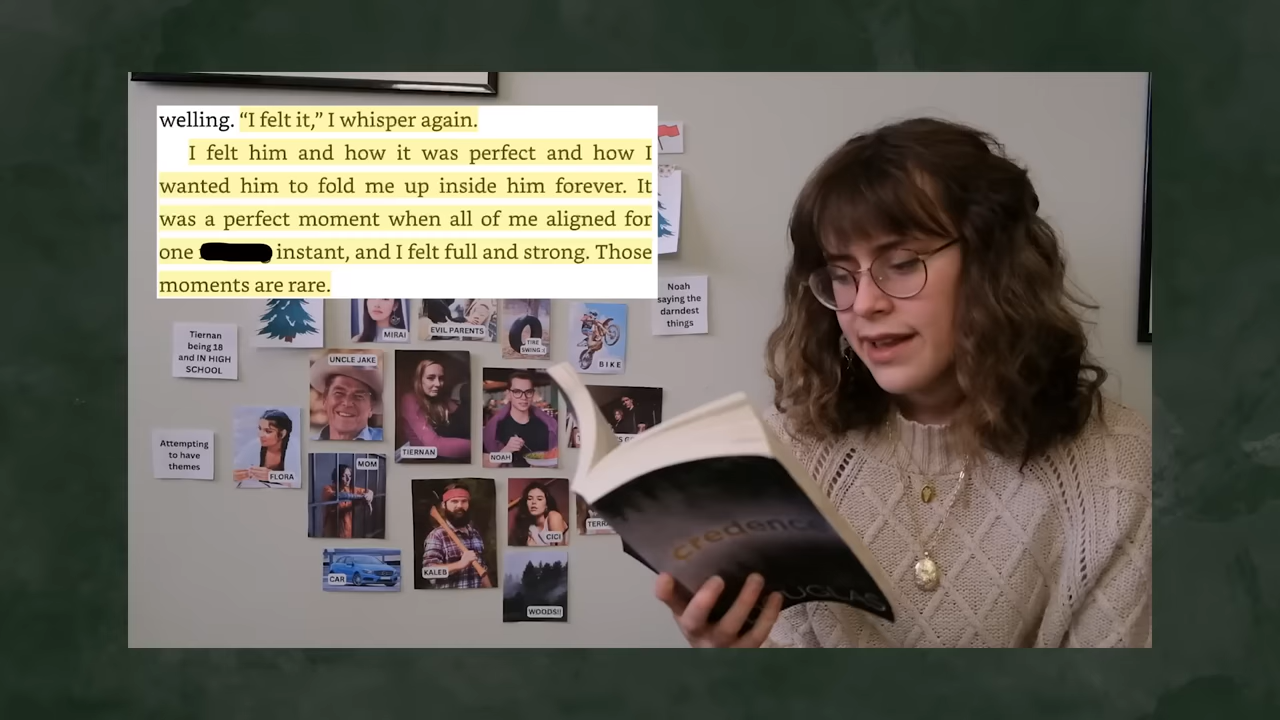 welling. “I felt it,” I whisper again.
I felt him and how it was perfect and how I
wanted him to fold me up inside him forever. It
was a perfect moment when all of me aligned for
one instant, and I felt full and strong. Those
moments are rare.
Noah
saying the
darndest
things
Tiernan
being 18
and IN HIGH
SCHOOL
MIRAI
EVIL PARENTS
TIRE
SWING !!
BIKE
UNCLE JAKE
TIERNAN
NOAH
Attempting
to have
themes
FLORA
MOM
KALEB
CICI
TERR
CAR
WOODS!!
credence
UGLAS